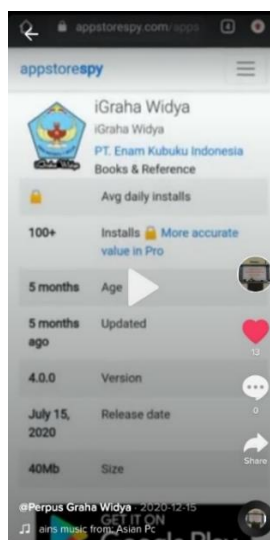 appstorespy.com/apps
4
appstorespy
iGraha Widya
iGraha Widya
PT. Enam Kubuku Indonesia
Books & Reference
Avg daily installs
100+ Installs More accurate
value in Pro
5 months Age
5 months Updated
ago
4.0.0 Version
13
July 15, Release date
2020
0
40Mb Size
Share
@Perpus Graha Widya · 2020-12-15
GET IT ON
ains music from: Asian Pc